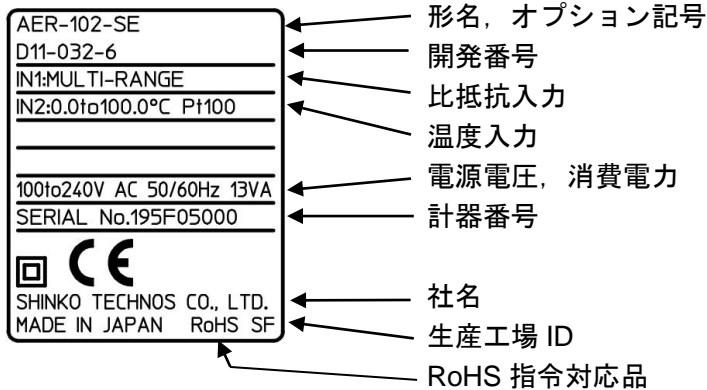 AER-102-SE
D11-032-6
IN1:MULTI-RANGE
IN2:0.0to100.0°C Pt100
100to240V AC 50/60Hz 13VA
SERIAL No.195F05000
CE
SHINKO TECHNOS CO., LTD.
MADE IN JAPAN RoHS SF
形名，オプション記号
開発番号
比抵抗入力
温度入力
電源電圧，消費電力
計器番号
社名
生産工場 ID
RoHS 指令対応品